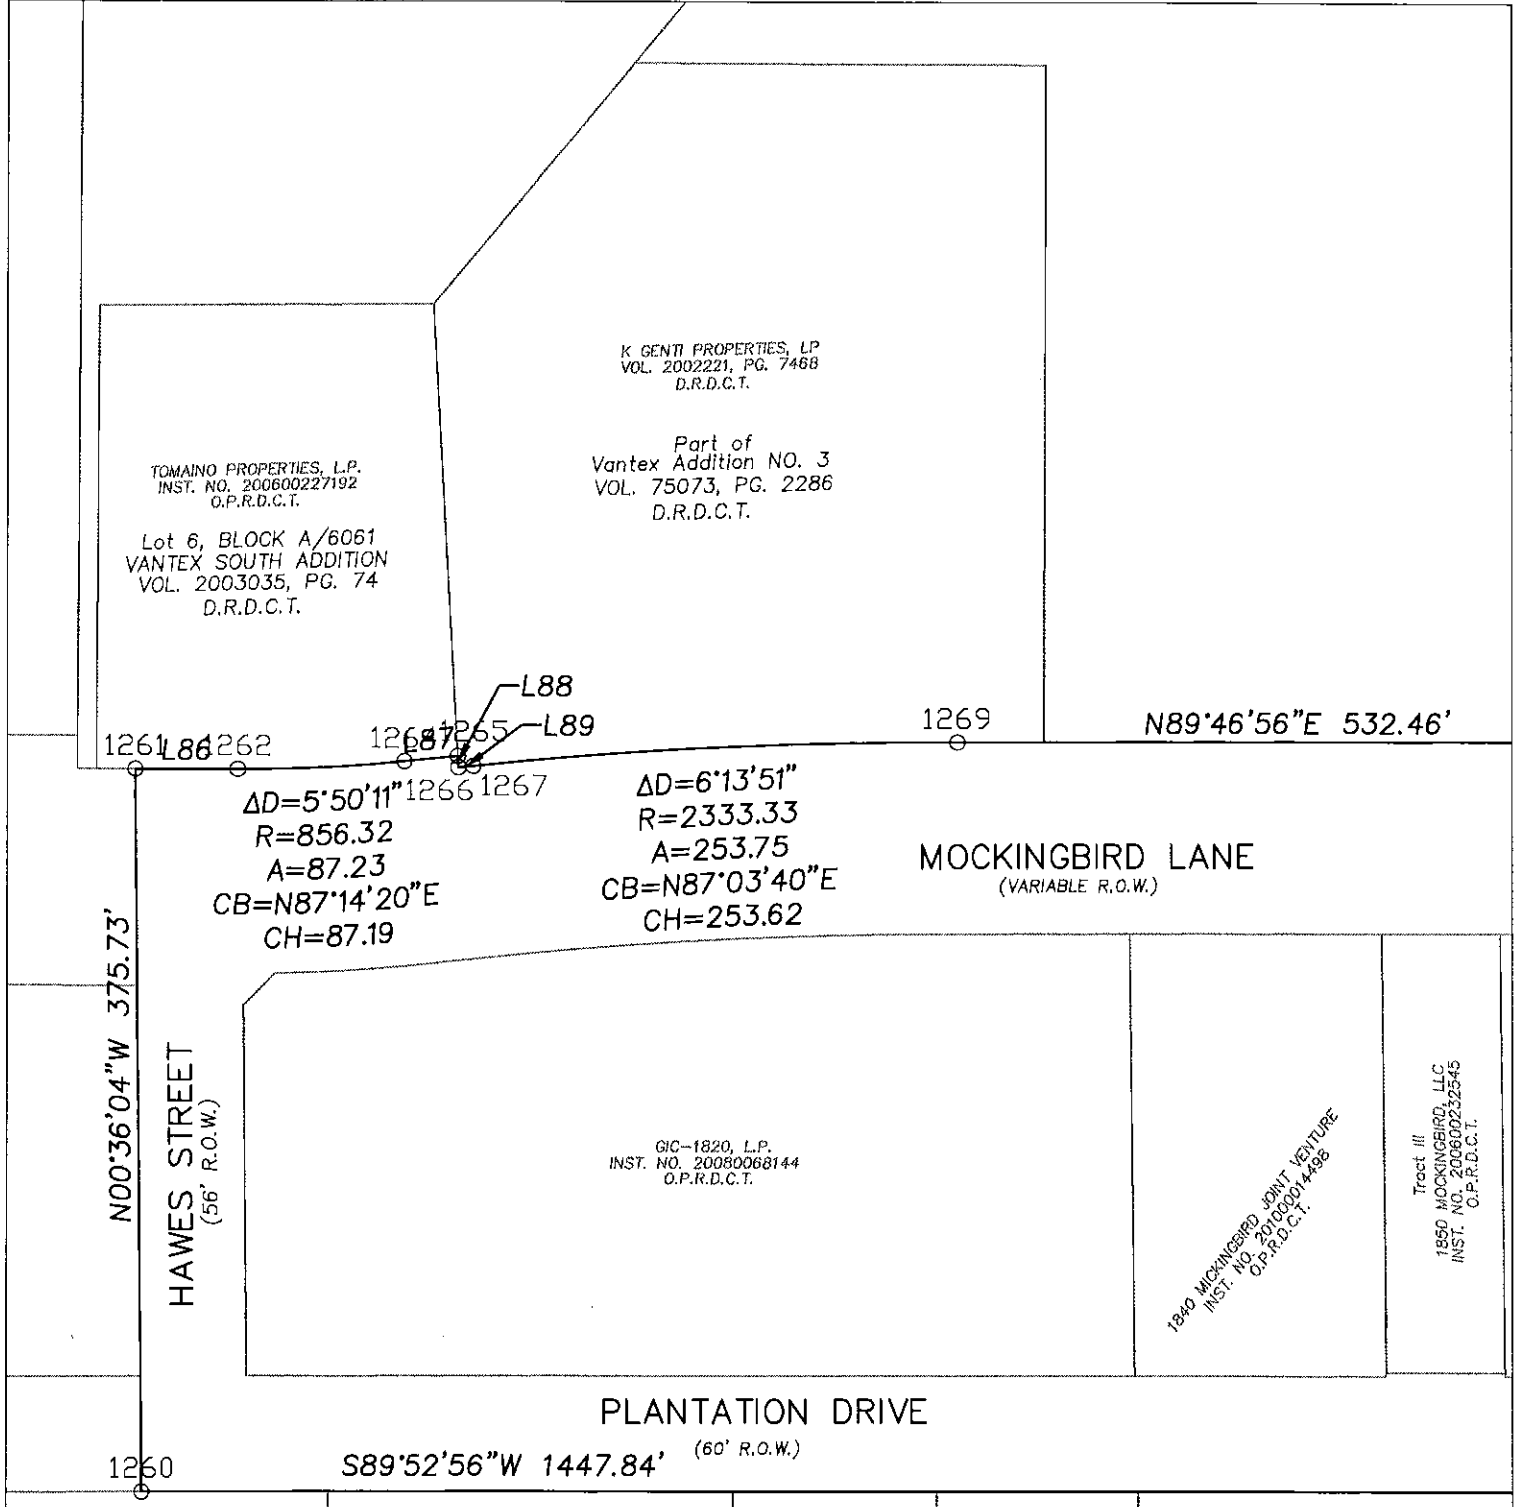 K GENTI PROPERTIES, LP
VOL. 2002221, PG. 7468
D.R.D.C.T.
Part of
Vantex Addition NO. 3
VOL. 75073, PG. 2286
D.R.D.C.T.
TOMAINO PROPERTIES, L.P.
INST. NO. 200600227192
O.P.R.D.C.T.
Lot 6, BLOCK A/6061
VANTEX SOUTH ADDITION
VOL. 2003035, PG. 74
D.R.D.C.T.
L88
L89
1261
L86
1262
L87
1265
1266
1267
1269
N89°46'56"E 532.46'
ΔD=5°50'11"
R=856.32
A=87.23
CB=N87°14'20"E
CH=87.19
ΔD=6°13'51"
R=2333.33
A=253.75
CB=N87°03'40"E
CH=253.62
MOCKINGBIRD LANE
(VARIABLE R.O.W.)
N00°36'04"W 375.73'
HAWES STREET
(56' R.O.W.)
GIC-1820, L.P.
INST. NO. 20080068144
O.P.R.D.C.T.
1840 MICKINGBIRD JOINT VENTURE
INST. NO. 201000014498
O.P.R.D.C.T.
Tract III
1850 MOCKINGBIRD, LLC
INST. NO. 200600232545
O.P.R.D.C.T.
PLANTATION DRIVE
(60' R.O.W.)
1260
S89°52'56"W 1447.84'